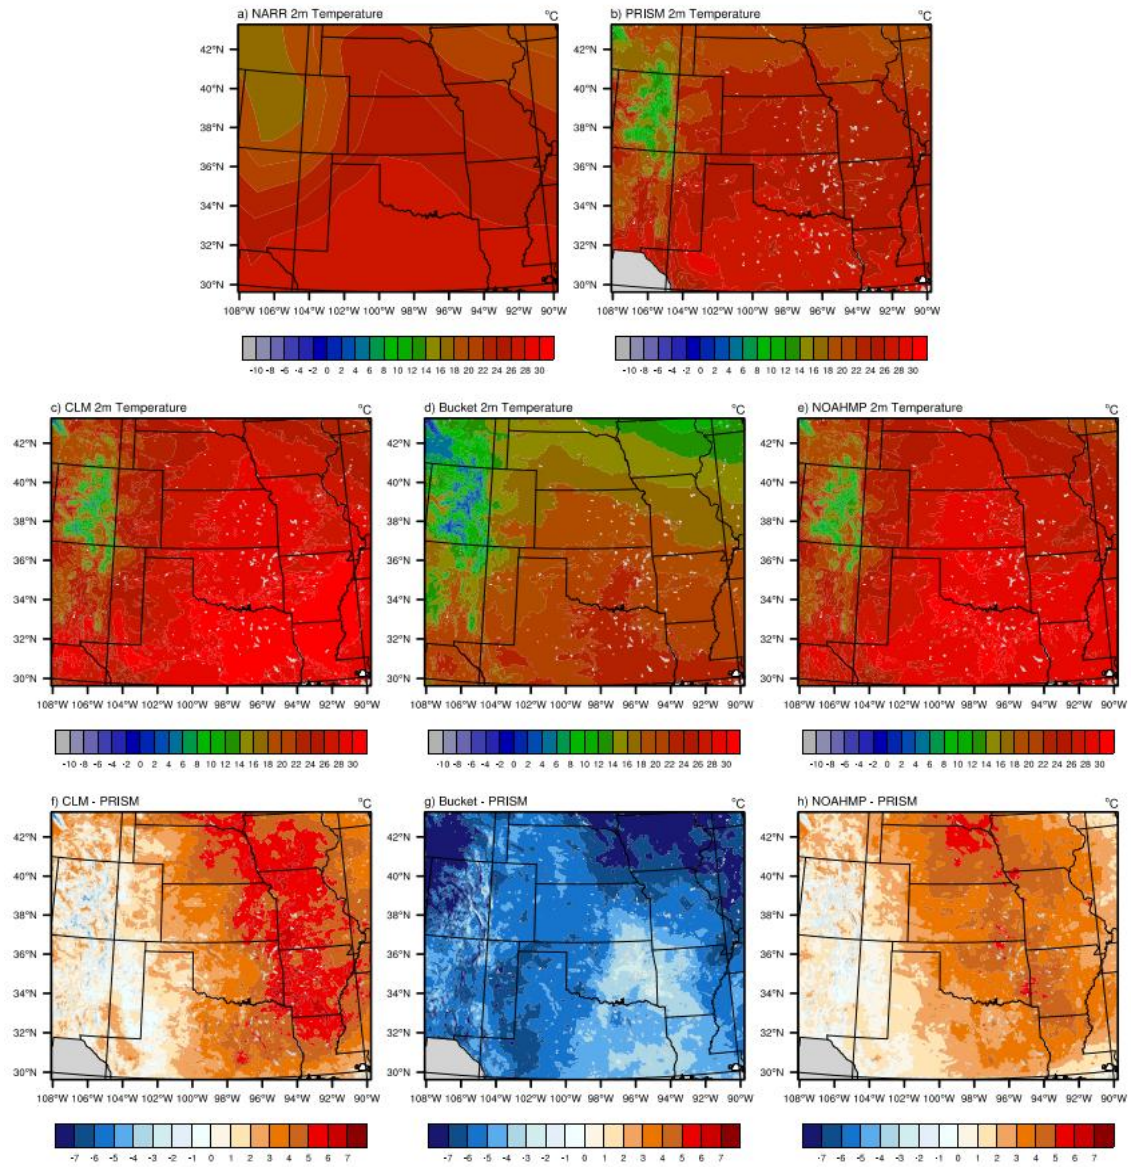 a) NARR 2m Temperature °C b) PRISM 2m Temperature °C
42°N 42°N
40°N 40°N
38°N 38°N
36°N 36°N
34°N 34°N
32°N 32°N
30°N 30°N
108°W 106°W 104°W 102°W 100°W 98°W 96°W 94°W 92°W 90°W 108°W 106°W 104°W 102°W 100°W 98°W 96°W 94°W 92°W 90°W
-10 -8 -6 -4 -2 0 2 4 6 8 10 12 14 16 18 20 22 24 26 28 30 -10 -8 -6 -4 -2 0 2 4 6 8 10 12 14 16 18 20 22 24 26 28 30
c) CLM 2m Temperature °C d) Bucket 2m Temperature °C e) NOAHMP 2m Temperature °C
42°N 42°N 42°N
40°N 40°N 40°N
38°N 38°N 38°N
36°N 36°N 36°N
34°N 34°N 34°N
32°N 32°N 32°N
30°N 30°N 30°N
108°W 106°W 104°W 102°W 100°W 98°W 96°W 94°W 92°W 90°W 108°W 106°W 104°W 102°W 100°W 98°W 96°W 94°W 92°W 90°W 108°W 106°W 104°W 102°W 100°W 98°W 96°W 94°W 92°W 90°W
-10 -8 -6 -4 -2 0 2 4 6 8 10 12 14 16 18 20 22 24 26 28 30 -10 -8 -6 -4 -2 0 2 4 6 8 10 12 14 16 18 20 22 24 26 28 30 -10 -8 -6 -4 -2 0 2 4 6 8 10 12 14 16 18 20 22 24 26 28 30
f) CLM - PRISM °C g) Bucket - PRISM °C h) NOAHMP - PRISM °C
42°N 42°N 42°N
40°N 40°N 40°N
38°N 38°N 38°N
36°N 36°N 36°N
34°N 34°N 34°N
32°N 32°N 32°N
30°N 30°N 30°N
108°W 106°W 104°W 102°W 100°W 98°W 96°W 94°W 92°W 90°W 108°W 106°W 104°W 102°W 100°W 98°W 96°W 94°W 92°W 90°W 108°W 106°W 104°W 102°W 100°W 98°W 96°W 94°W 92°W 90°W
-7 -6 -5 -4 -3 -2 -1 0 1 2 3 4 5 6 7 -7 -6 -5 -4 -3 -2 -1 0 1 2 3 4 5 6 7 -7 -6 -5 -4 -3 -2 -1 0 1 2 3 4 5 6 7